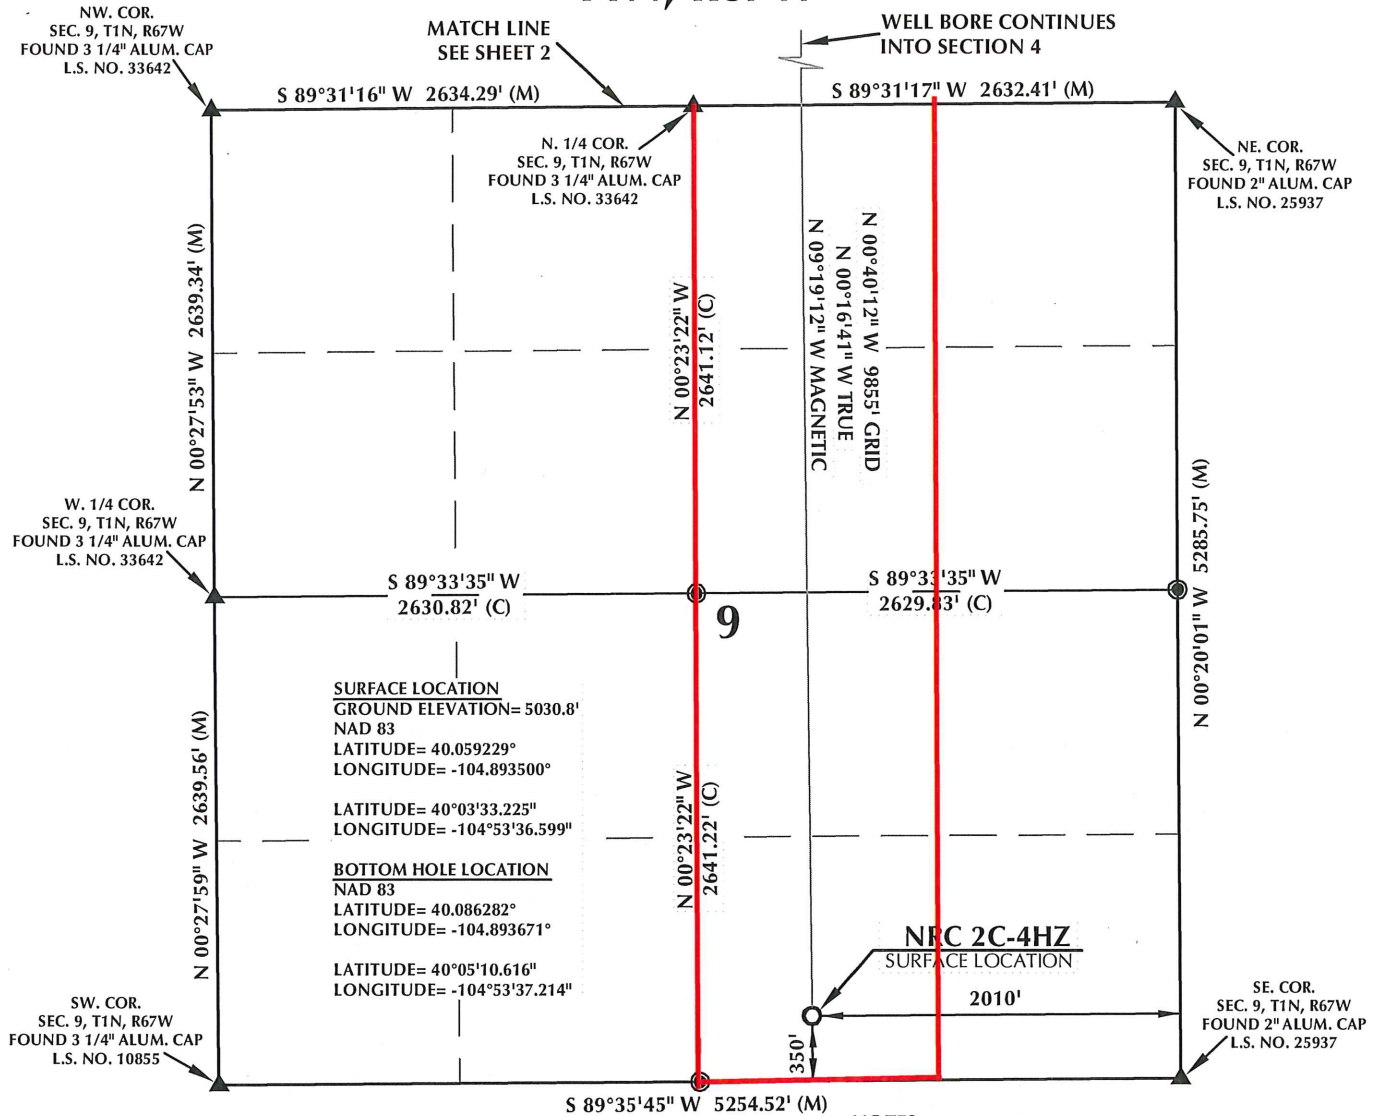 NW. COR.
SEC. 9, T1N, R67W
FOUND 3 1/4" ALUM. CAP
L.S. NO. 33642
MATCH LINE
SEE SHEET 2
WELL BORE CONTINUES
INTO SECTION 4
S 89°31'16" W 2634.29' (M)
S 89°31'17" W 2632.41' (M)
N. 1/4 COR.
SEC. 9, T1N, R67W
FOUND 3 1/4" ALUM. CAP
L.S. NO. 33642
NE. COR.
SEC. 9, T1N, R67W
FOUND 2" ALUM. CAP
L.S. NO. 25937
N 00°27'53" W 2639.34' (M)
N 00°23'22" W
2641.12' (C)
N 00°40'12" W 9855' GRID
N 00°16'41" W TRUE
N 09°19'12" W MAGNETIC
W. 1/4 COR.
SEC. 9, T1N, R67W
FOUND 3 1/4" ALUM. CAP
L.S. NO. 33642
S 89°33'35" W
2630.82' (C)
S 89°33'35" W
2629.83' (C)
N 00°20'01" W 5285.75' (M)
9
SURFACE LOCATION
GROUND ELEVATION= 5030.8'
NAD 83
LATITUDE= 40.059229°
LONGITUDE= -104.893500°
LATITUDE= 40°03'33.225"
LONGITUDE= -104°53'36.599"
BOTTOM HOLE LOCATION
NAD 83
LATITUDE= 40.086282°
LONGITUDE= -104.893671°
LATITUDE= 40°05'10.616"
LONGITUDE= -104°53'37.214"
N 00°27'59" W 2639.56' (M)
N 00°23'22" W
2641.22' (C)
NRC 2C-4HZ
SURFACE LOCATION
2010'
350'
SW. COR.
SEC. 9, T1N, R67W
FOUND 3 1/4" ALUM. CAP
L.S. NO. 10855
SE. COR.
SEC. 9, T1N, R67W
FOUND 2" ALUM. CAP
L.S. NO. 25937
S 89°35'45" W 5254.52' (M)